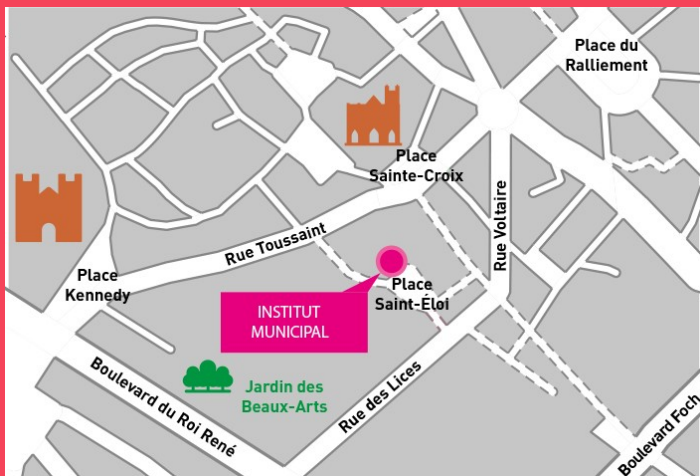 Place du
Ralliement
Place
Sainte-Croix
Rue Voltaire
Rue Toussaint
Place
Kennedy
Place
Saint-Éloi
INSTITUT
MUNICIPAL
Jardin des
Beaux-Arts
Boulevard du Roi René
Rue des Lices
Boulevard Foch